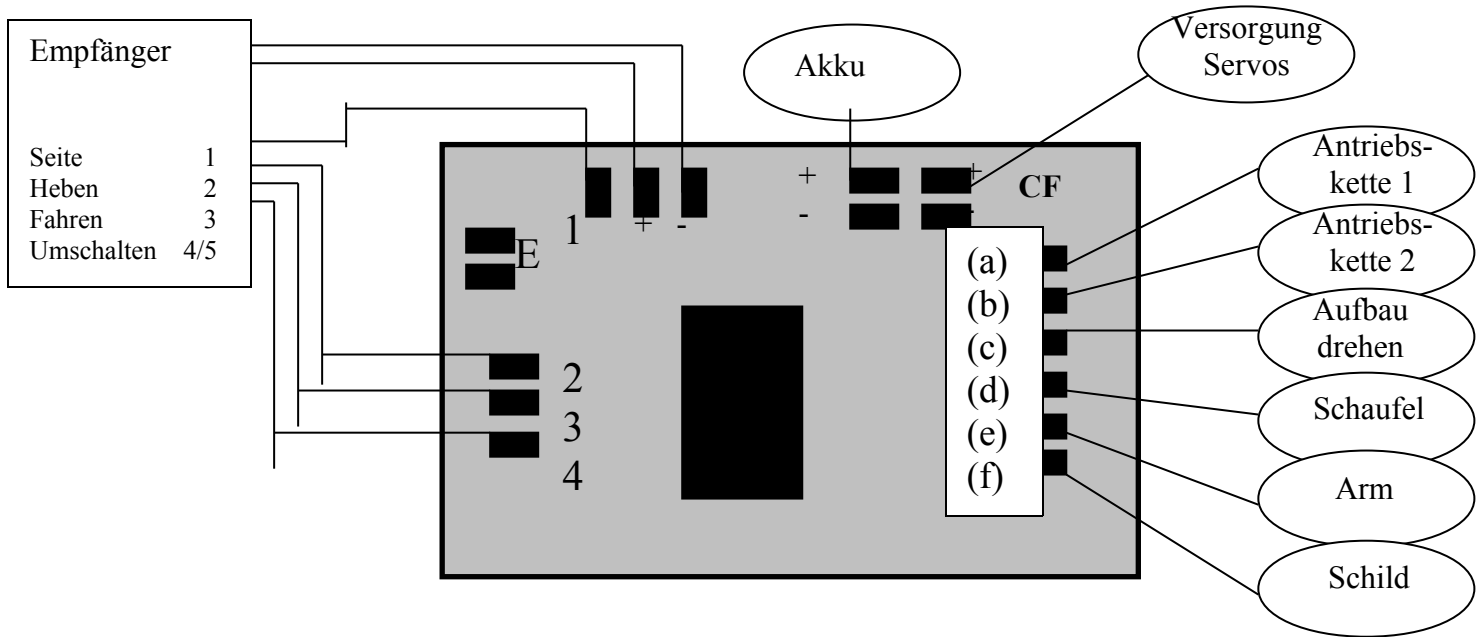 Empfänger
Seite 1
Heben 2
Fahren 3
Umschalten 4/5
Akku
Versorgung
Servos
1 + -
+ +
- -
CF
E
2
3
4
(a)
(b)
(c)
(d)
(e)
(f)
Antriebs-
kette 1
Antriebs-
kette 2
Aufbau
drehen
Schaufel
Arm
Schild